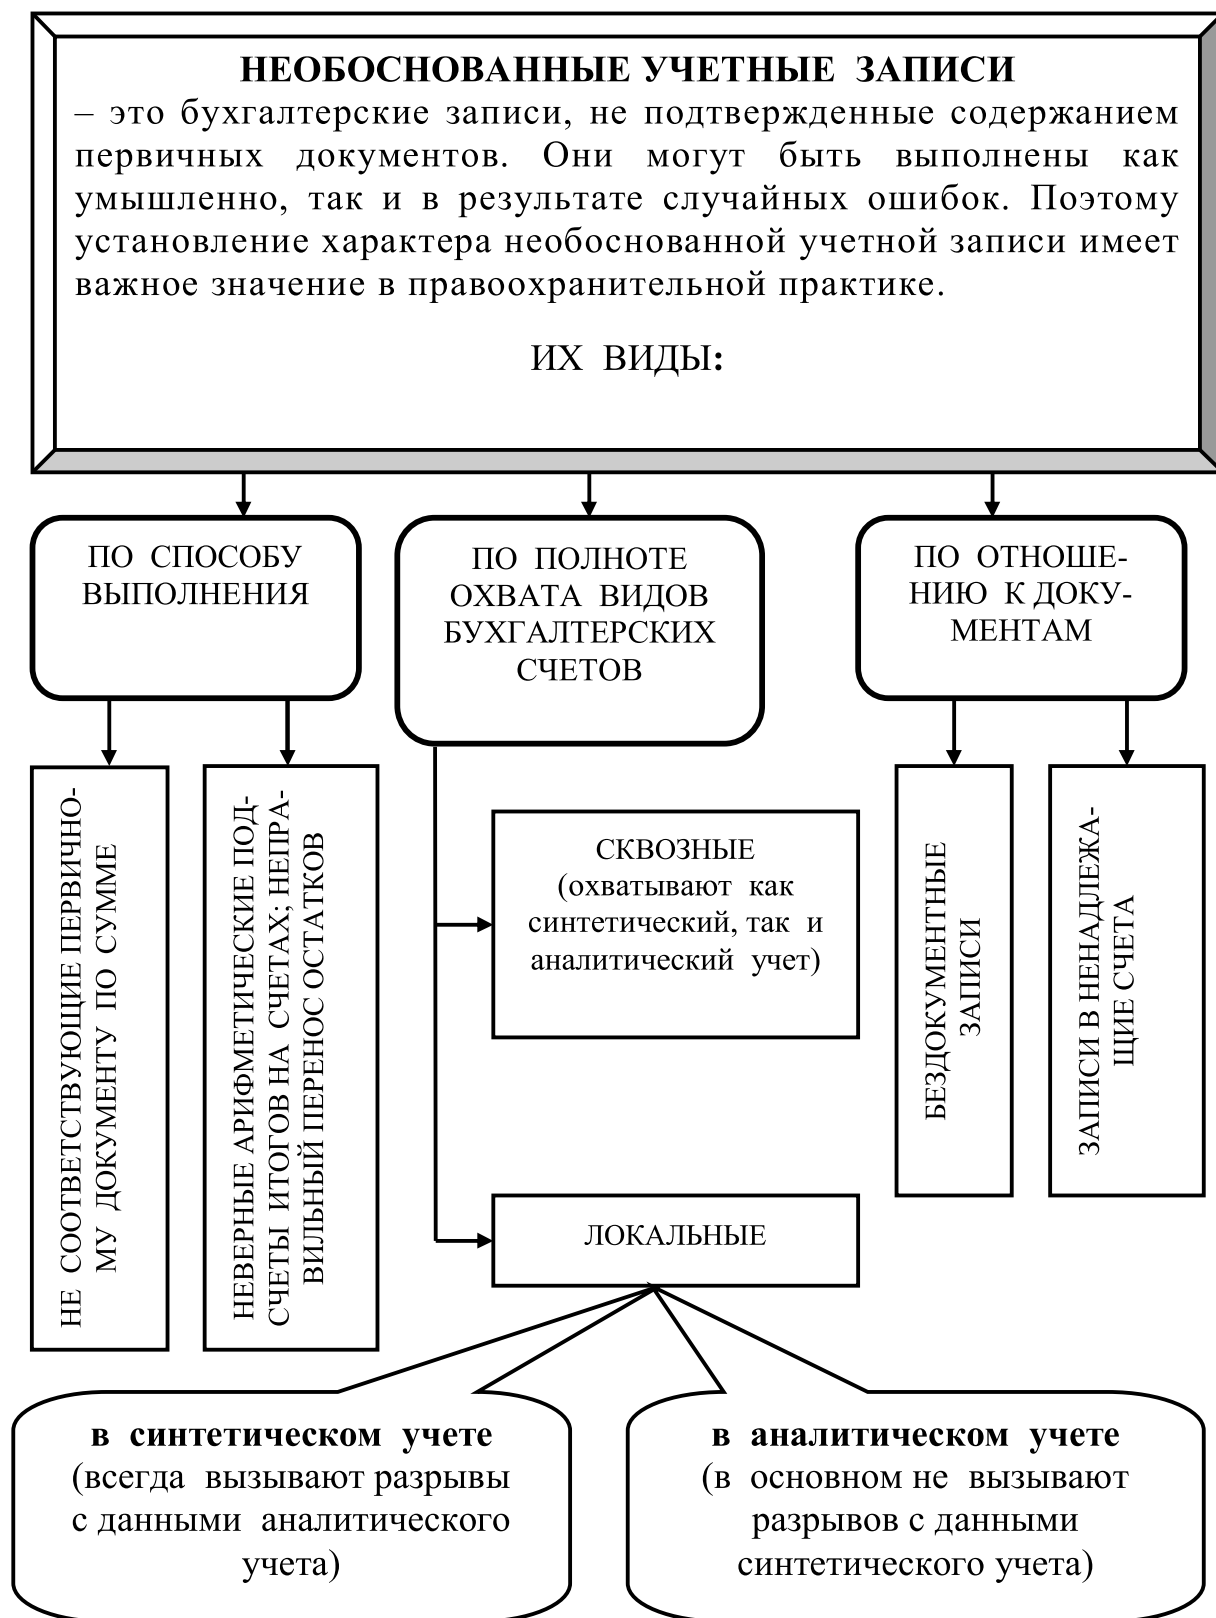 НЕОБОСНОВАННЫЕ УЧЕТНЫЕ ЗАПИСИ
– это бухгалтерские записи, не подтвержденные содержанием
первичных документов. Они могут быть выполнены как
умышленно, так и в результате случайных ошибок. Поэтому
установление характера необоснованной учетной записи имеет
важное значение в правоохранительной практике.
ИХ ВИДЫ:
ПО СПОСОБУ
ВЫПОЛНЕНИЯ
ПО ПОЛНОТЕ
ОХВАТА ВИДОВ
БУХГАЛТЕРСКИХ
СЧЕТОВ
ПО ОТНОШЕ-
НИЮ К ДОКУ-
МЕНТАМ
НЕ СООТВЕТСТВУЮЩИЕ ПЕРВИЧНО-
МУ ДОКУМЕНТУ ПО СУММЕ
НЕВЕРНЫЕ АРИФМЕТИЧЕСКИЕ ПОД-
СЧЕТЫ ИТОГОВ НА СЧЕТАХ; НЕПРА-
ВИЛЬНЫЙ ПЕРЕНОС ОСТАТКОВ
СКВОЗНЫЕ
(охватывают как
синтетический, так и
аналитический учет)
БЕЗДОКУМЕНТНЫЕ
ЗАПИСИ
ЗАПИСИ В НЕНАДЛЕЖА-
ЩИЕ СЧЕТА
ЛОКАЛЬНЫЕ
в синтетическом учете
(всегда вызывают разрывы
с данными аналитического
учета)
в аналитическом учете
(в основном не вызывают
разрывов с данными
синтетического учета)